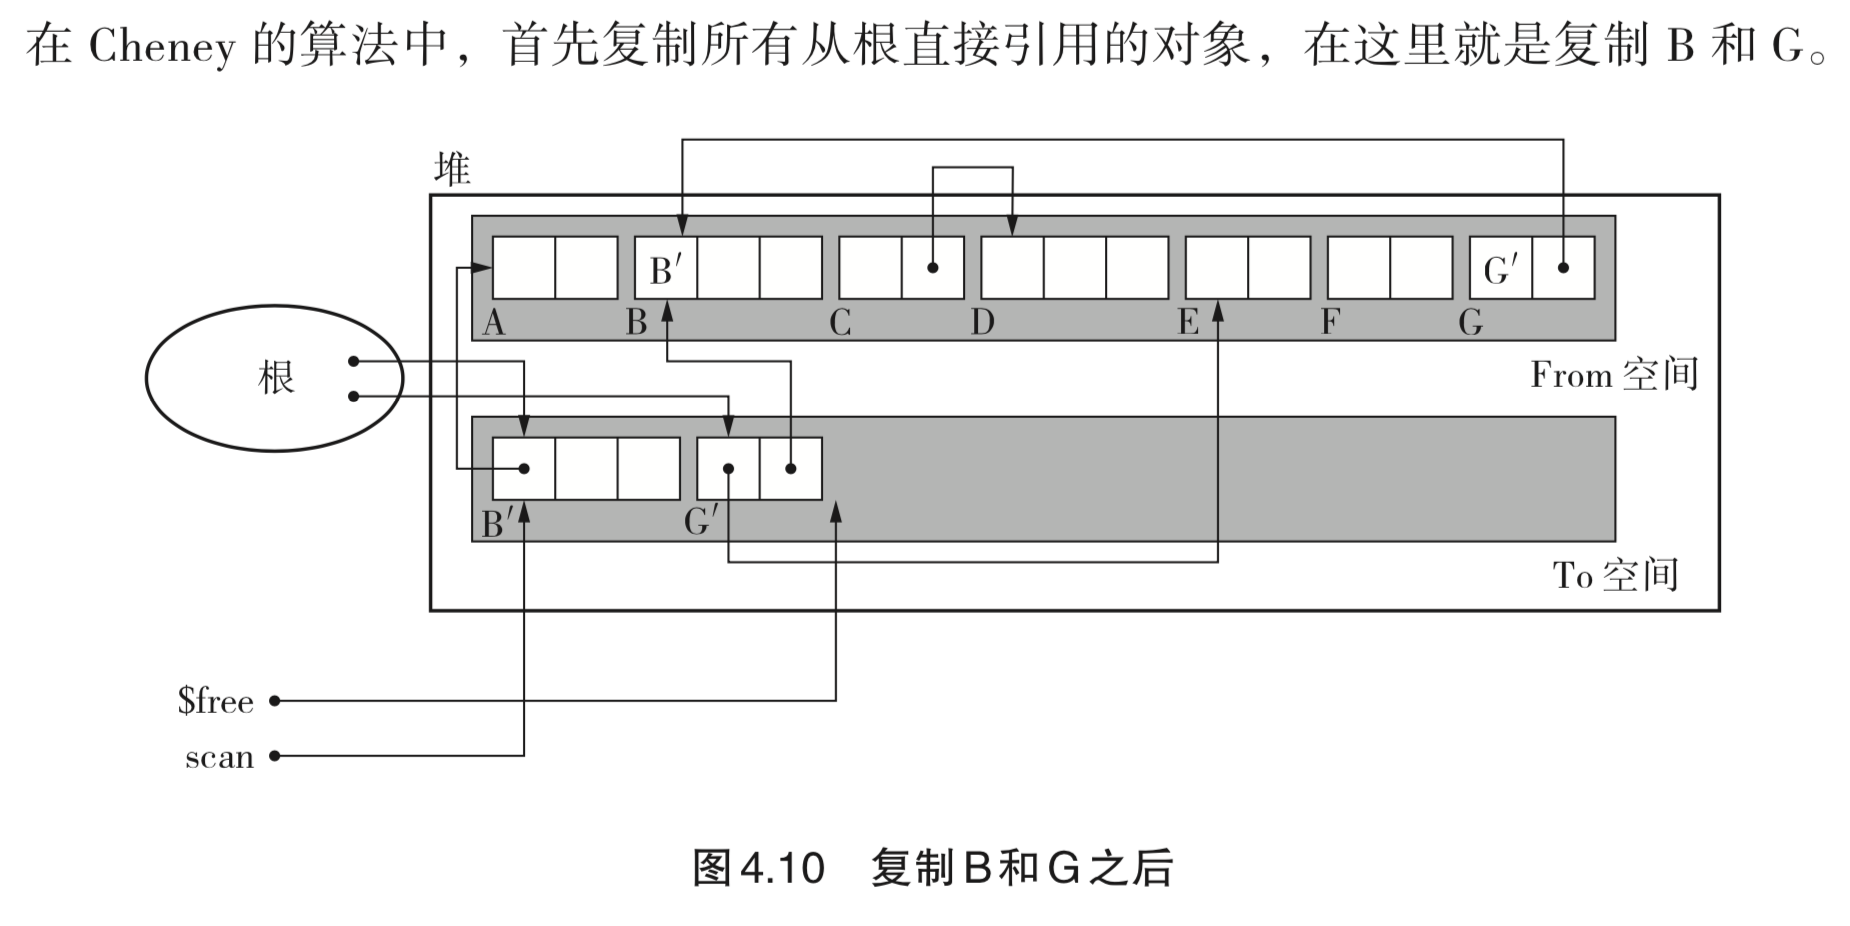 在 Cheney 的算法中，首先复制所有从根直接引用的对象，在这里就是复制 B 和 G。
堆
B′ G′
A B C D E F G
根
From 空间
B′ G′
To 空间
$free
scan
图4.10 复制B和G之后